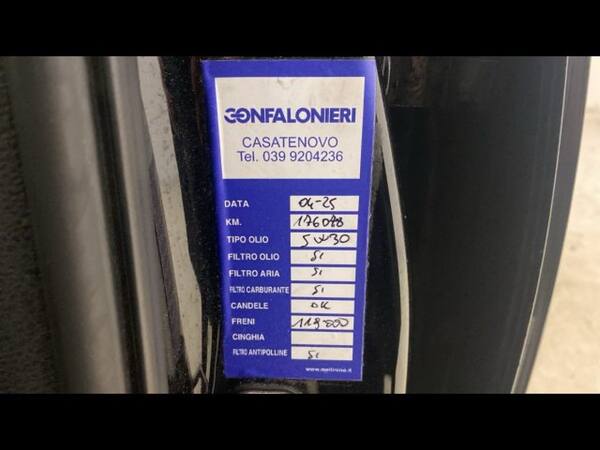 CONFALONIERI
CASATENOVO
Tel. 039 9204236
DATA 04-25
KM. 176098
TIPO OLIO 5W30
FILTRO OLIO Si
FILTRO ARIA Si
FILTRO CARBURANTE Si
CANDELE OK
FRENI 119000
CINGHIA
FILTRO ANTIPOLLINE Si